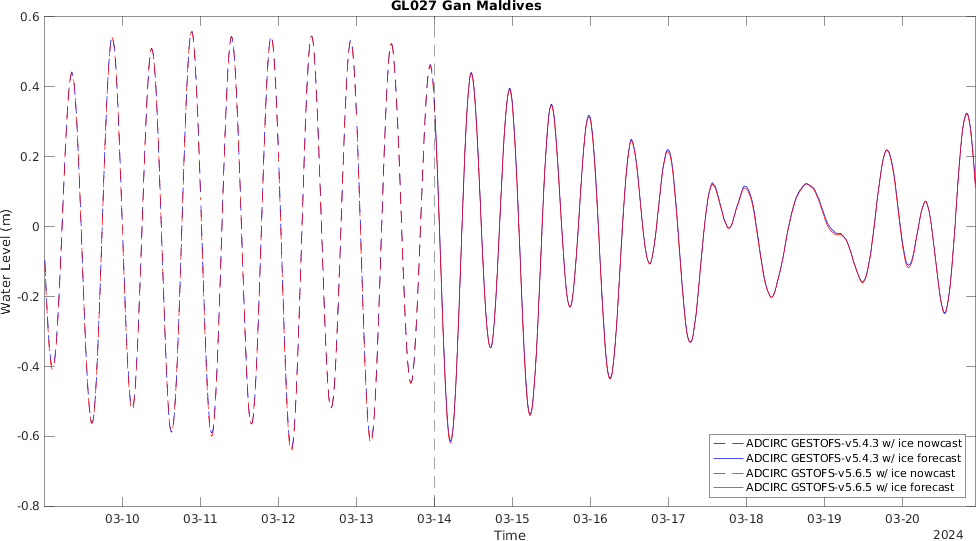 GL027 Gan Maldives
0.6
0.4
0.2
0
-0.2
-0.4
-0.6
-0.8
Water Level (m)
ADCIRC GESTOFS-v5.4.3 w/ ice nowcast
ADCIRC GESTOFS-v5.4.3 w/ ice forecast
ADCIRC GSTOFS-v5.6.5 w/ ice nowcast
ADCIRC GSTOFS-v5.6.5 w/ ice forecast
03-10 03-11 03-12 03-13 03-14 03-15 03-16 03-17 03-18 03-19 03-20
Time
2024